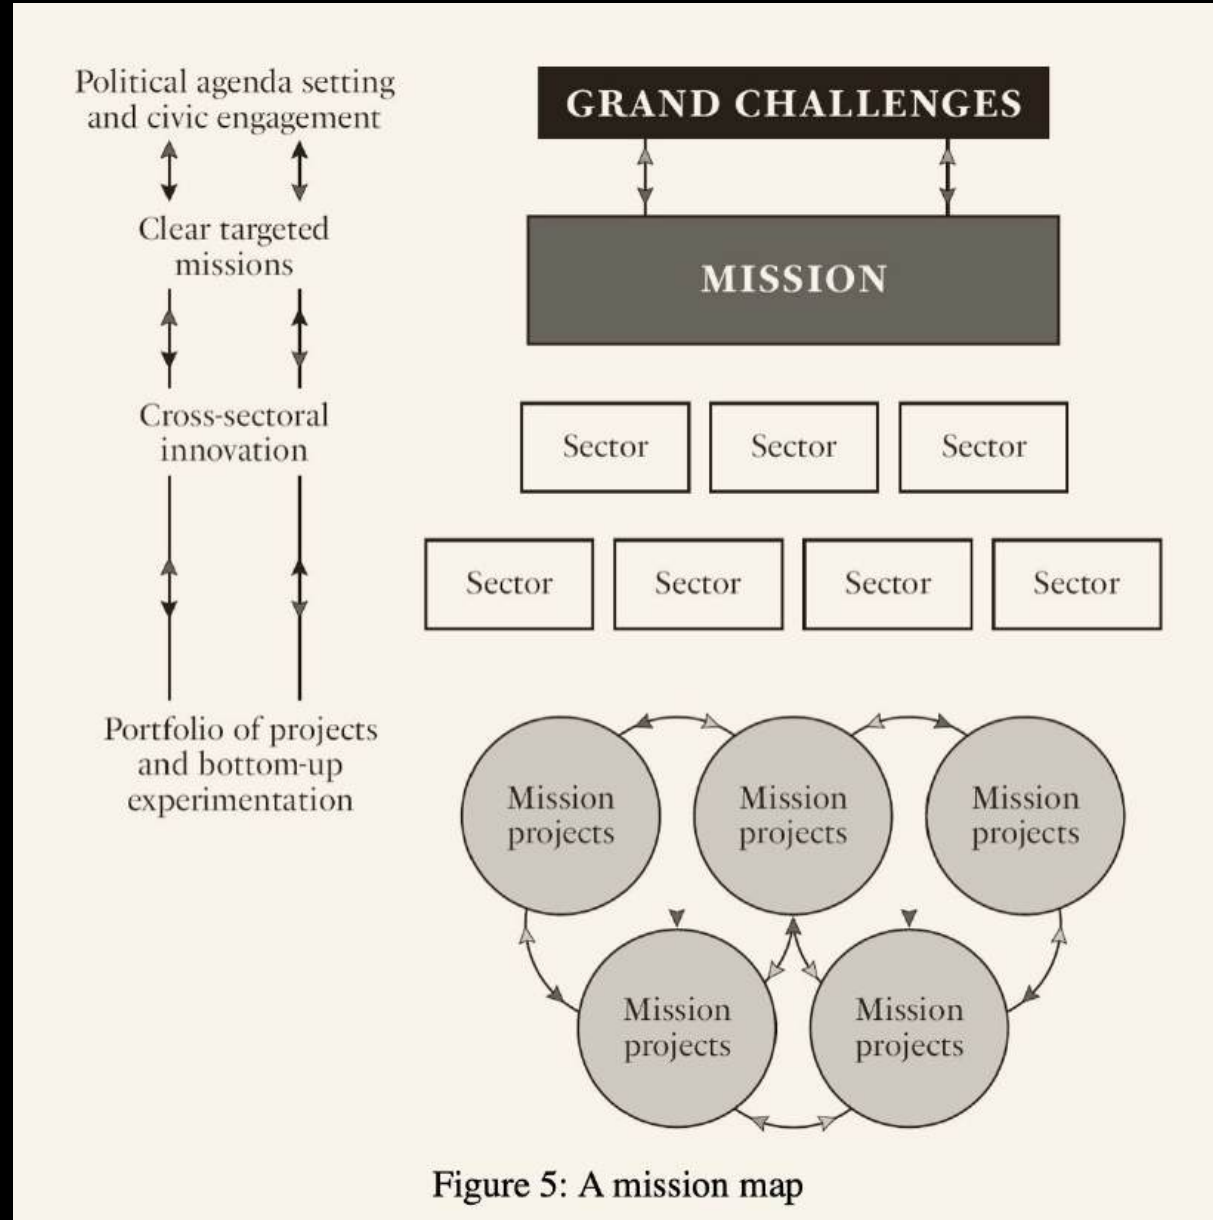 Political agenda setting
and civic engagement
GRAND CHALLENGES
Clear targeted
missions
MISSION
Cross-sectoral
innovation
Sector
Sector
Sector
Sector
Sector
Sector
Sector
Portfolio of projects
and bottom-up
experimentation
Mission
projects
Mission
projects
Mission
projects
Mission
projects
Mission
projects
Figure 5: A mission map